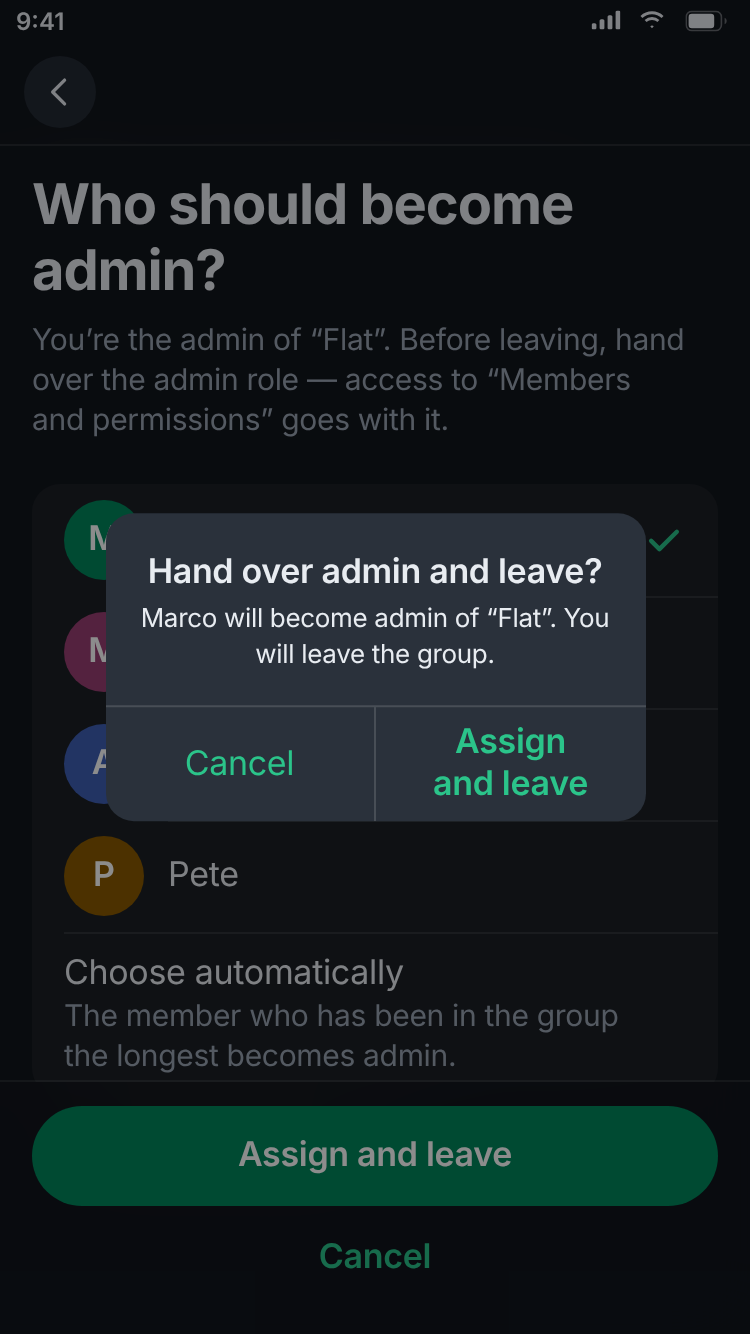 9:41
Who should become
admin?
You’re the admin of “Flat”. Before leaving, hand
over the admin role — access to “Members
and permissions” goes with it.
M
Hand over admin and leave?
Marco will become admin of “Flat”. You
will leave the group.
M
Cancel
Assign
and leave
A
P
Pete
Choose automatically
The member who has been in the group
the longest becomes admin.
Assign and leave
Cancel